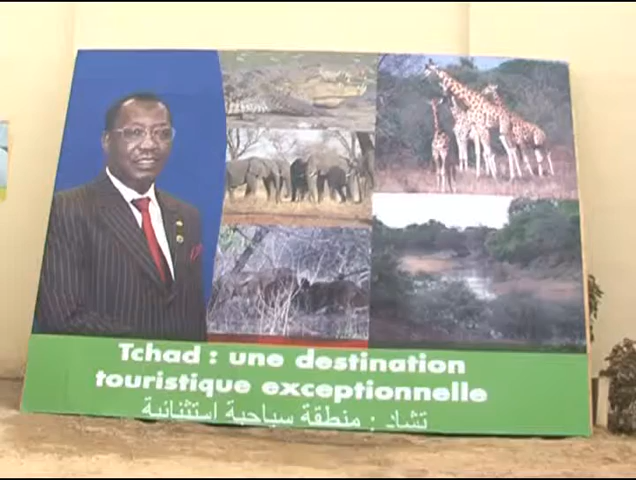 Tchad : une destination
touristique exceptionnelle
تشاد : منطقة سياحية استثنائية